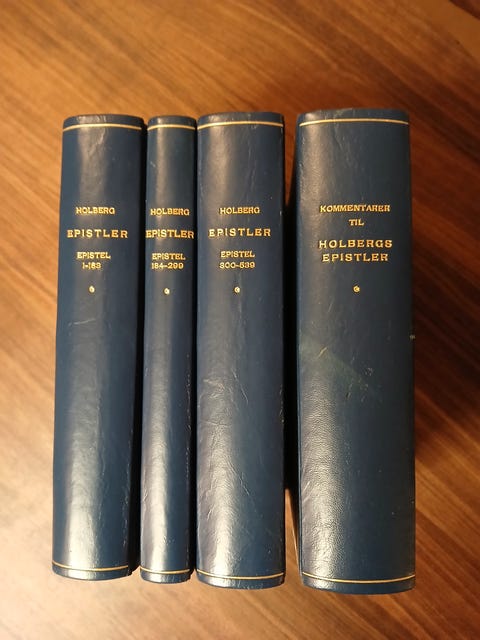 HOLBERG
EPISTLER
EPISTEL
1-183
HOLBERG
EPISTLER
EPISTEL
184-299
HOLBERG
EPISTLER
EPISTEL
300-539
KOMMENTARER
TIL
HOLBERGS
EPISTLER